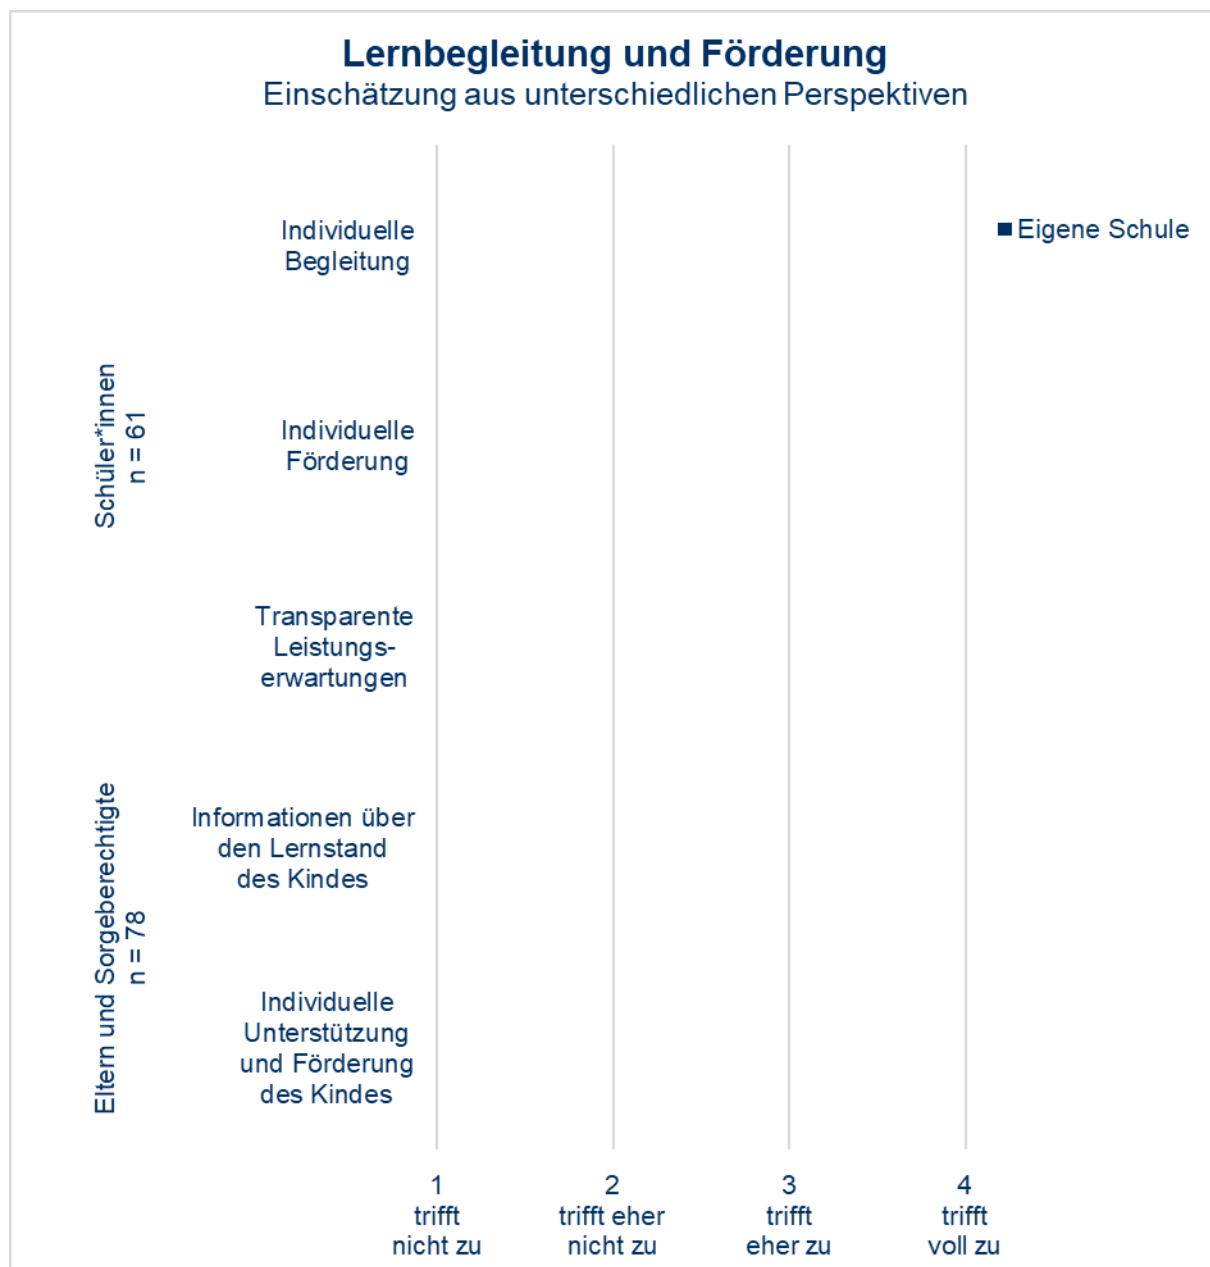 Lernbegleitung und Förderung
Einschätzung aus unterschiedlichen Perspektiven
Eigene Schule
Schüler*innen
n = 61
Individuelle
Begleitung
Individuelle
Förderung
Transparente
Leistungs-
erwartungen
Eltern und Sorgeberechtigte
n = 78
Informationen über
den Lernstand
des Kindes
Individuelle
Unterstützung
und Förderung
des Kindes
1
trifft
nicht zu
2
trifft eher
nicht zu
3
trifft
eher zu
4
trifft
voll zu